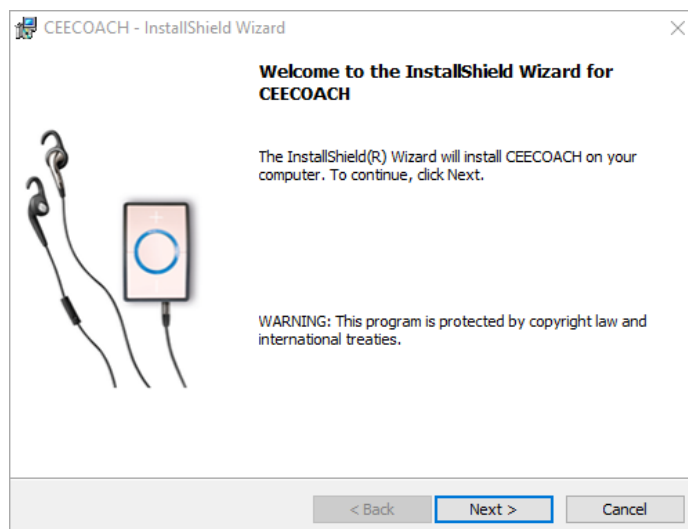 CEECOACH - InstallShield Wizard
Welcome to the InstallShield Wizard for
CEECOACH
The InstallShield(R) Wizard will install CEECOACH on your
computer. To continue, click Next.
WARNING: This program is protected by copyright law and
international treaties.
< Back
Next >
Cancel